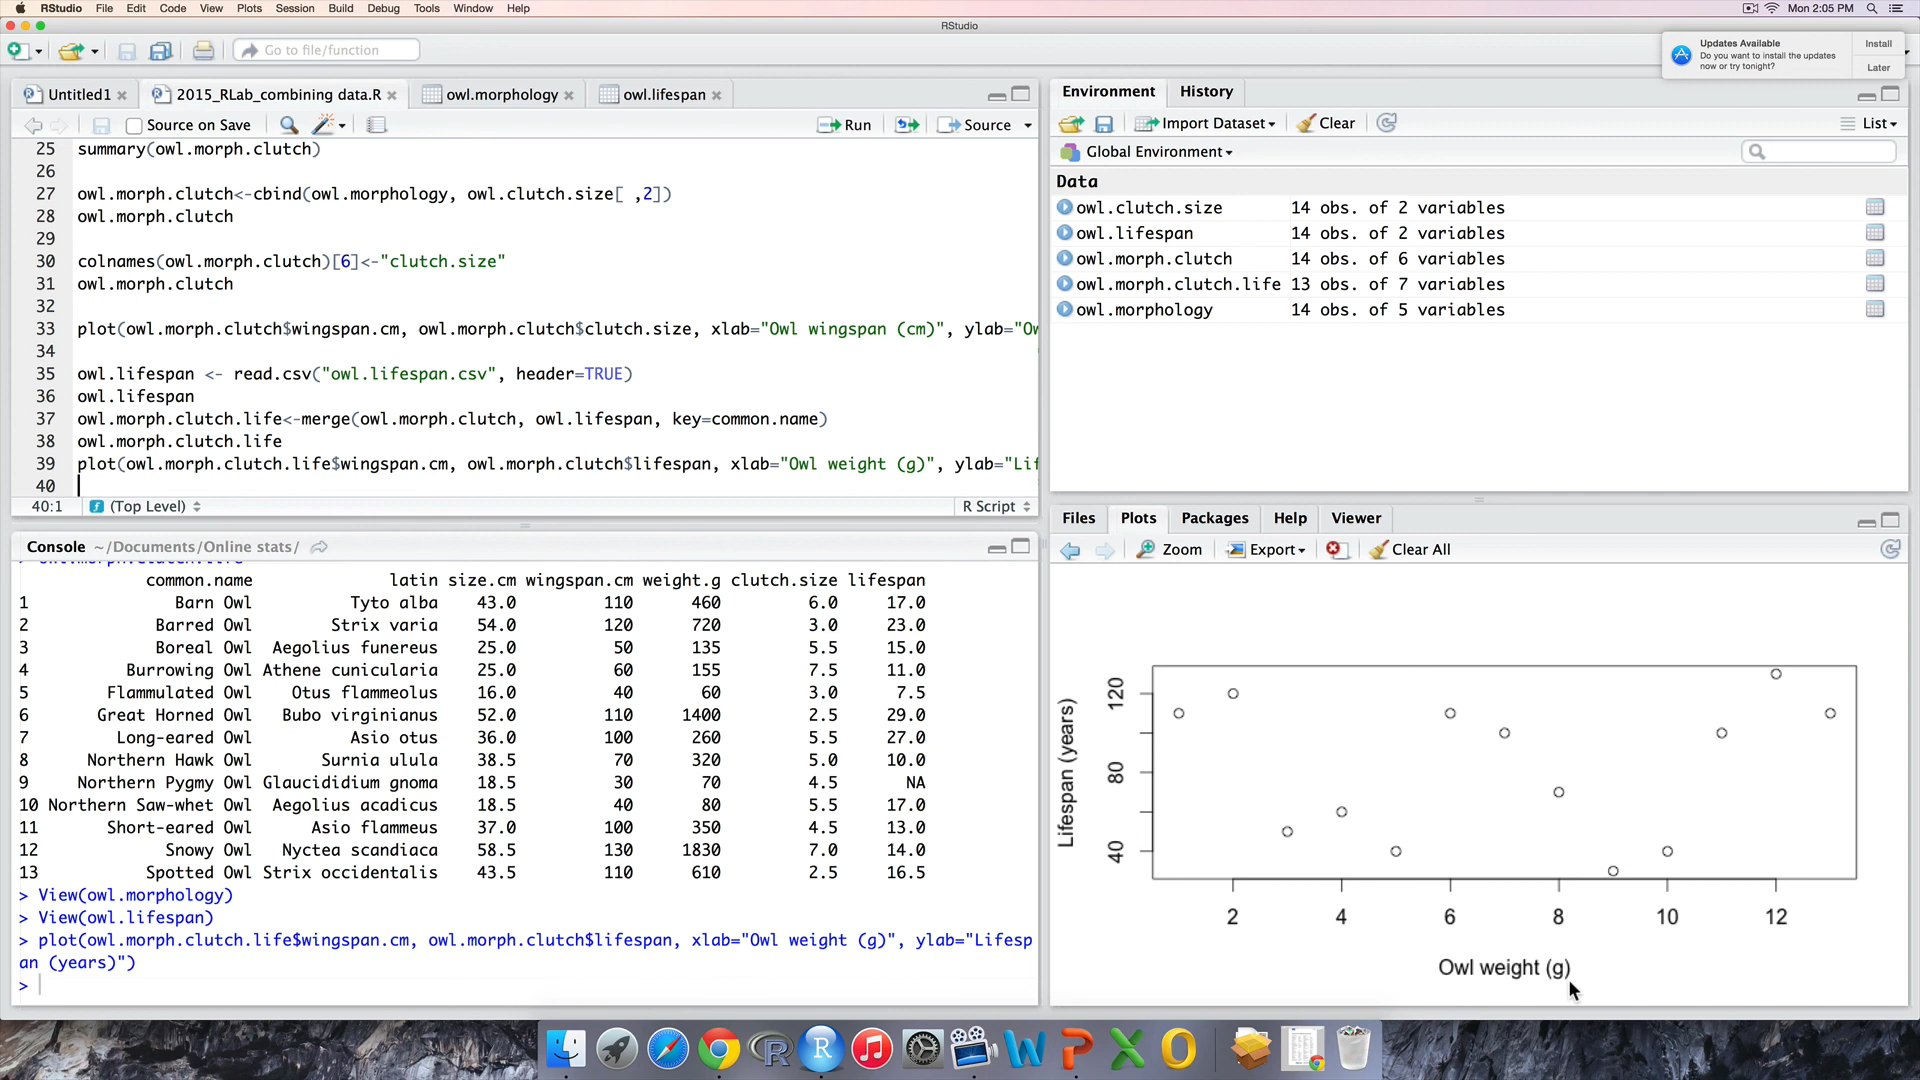 RStudio File Edit Code View Plots Session Build Debug Tools Window Help Mon 2:05 PM
RStudio
Go to file/function
Updates Available
Do you want to install the updates
now or try tonight?
Install
Later
Untitled1 2015_RLab_combining data.R owl.morphology owl.lifespan
Source on Save Run Source
25 summary(owl.morph.clutch)
26
27 owl.morph.clutch<-cbind(owl.morphology, owl.clutch.size[ ,2])
28 owl.morph.clutch
29
30 colnames(owl.morph.clutch)[6]<-"clutch.size"
31 owl.morph.clutch
32
33 plot(owl.morph.clutch$wingspan.cm, owl.morph.clutch$clutch.size, xlab="Owl wingspan (cm)", ylab="Ow
34
35 owl.lifespan <- read.csv("owl.lifespan.csv", header=TRUE)
36 owl.lifespan
37 owl.morph.clutch.life<-merge(owl.morph.clutch, owl.lifespan, key=common.name)
38 owl.morph.clutch.life
39 plot(owl.morph.clutch.life$wingspan.cm, owl.morph.clutch$lifespan, xlab="Owl weight (g)", ylab="Lif
40
40:1 (Top Level) R Script
Console ~/Documents/Online stats/
> owl.morph.clutch.life
common.name latin size.cm wingspan.cm weight.g clutch.size lifespan
1 Barn Owl Tyto alba 43.0 110 460 6.0 17.0
2 Barred Owl Strix varia 54.0 120 720 3.0 23.0
3 Boreal Owl Aegolius funereus 25.0 50 135 5.5 15.0
4 Burrowing Owl Athene cunicularia 25.0 60 155 7.5 11.0
5 Flammulated Owl Otus flammeolus 16.0 40 60 3.0 7.5
6 Great Horned Owl Bubo virginianus 52.0 110 1400 2.5 29.0
7 Long-eared Owl Asio otus 36.0 100 260 5.5 27.0
8 Northern Hawk Owl Surnia ulula 38.5 70 320 5.0 10.0
9 Northern Pygmy Owl Glaucididium gnoma 18.5 30 70 4.5 NA
10 Northern Saw-whet Owl Aegolius acadicus 18.5 40 80 5.5 17.0
11 Short-eared Owl Asio flammeus 37.0 100 350 4.5 13.0
12 Snowy Owl Nyctea scandiaca 58.5 130 1830 7.0 14.0
13 Spotted Owl Strix occidentalis 43.5 110 610 2.5 16.5
> View(owl.morphology)
> View(owl.lifespan)
> plot(owl.morph.clutch.life$wingspan.cm, owl.morph.clutch$lifespan, xlab="Owl weight (g)", ylab="Lifesp
an (years)")
>
Environment History
Import Dataset Clear List
Global Environment
Data
owl.clutch.size 14 obs. of 2 variables
owl.lifespan 14 obs. of 2 variables
owl.morph.clutch 14 obs. of 6 variables
owl.morph.clutch.life 13 obs. of 7 variables
owl.morphology 14 obs. of 5 variables
Files Plots Packages Help Viewer
Zoom Export Clear All
Lifespan (years)
120
80
40
2 4 6 8 10 12
Owl weight (g)
R R W P X O